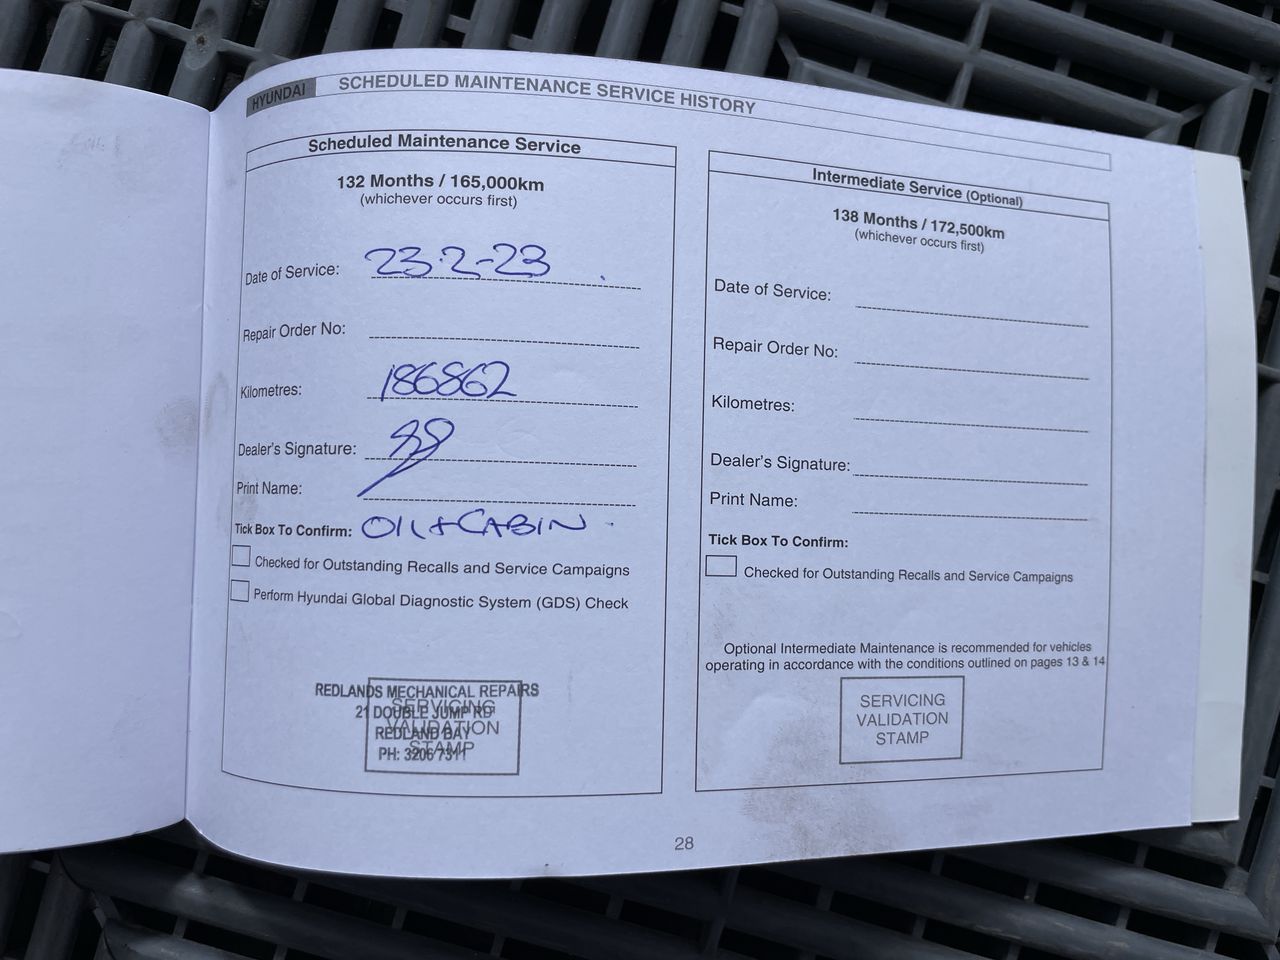 HYUNDAI SCHEDULED MAINTENANCE SERVICE HISTORY
Scheduled Maintenance Service
132 Months / 165,000km
(whichever occurs first)
Date of Service: 23-2-23
Repair Order No:
Kilometres: 186862
Dealer's Signature:
Print Name:
Tick Box To Confirm: OIL + CABIN
Checked for Outstanding Recalls and Service Campaigns
Perform Hyundai Global Diagnostic System (GDS) Check
REDLANDS MECHANICAL REPAIRS
21 DOUBLE JUMP RD
REDLAND BAY
PH: 3206 7311
SERVICING
VALIDATION
STAMP
Intermediate Service (Optional)
138 Months / 172,500km
(whichever occurs first)
Date of Service:
Repair Order No:
Kilometres:
Dealer's Signature:
Print Name:
Tick Box To Confirm:
Checked for Outstanding Recalls and Service Campaigns
Optional Intermediate Maintenance is recommended for vehicles
operating in accordance with the conditions outlined on pages 13 & 14
SERVICING
VALIDATION
STAMP
28